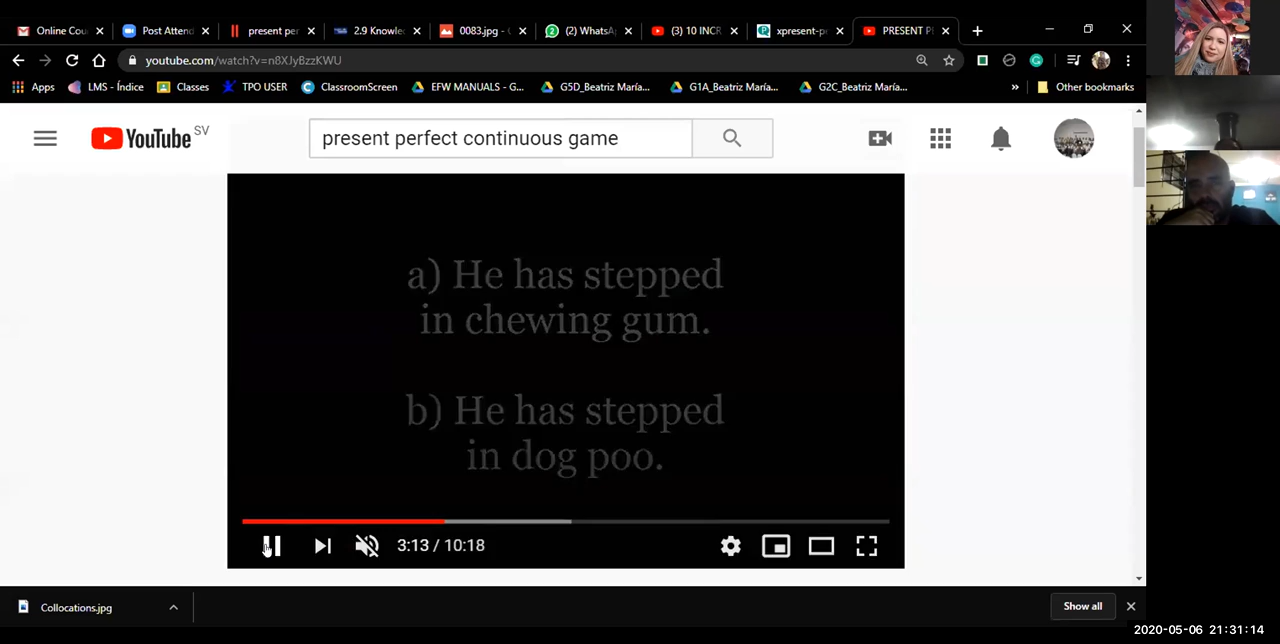 Online Cou
Post Attend
present per
2.9 Knowle
0083.jpg -
(2) WhatsA
(3) 10 INCR
xpresent-p
PRESENT P
youtube.com/watch?v=n8XJyBzzKWU
Apps
LMS - Índice
Classes
TPO USER
ClassroomScreen
EFW MANUALS - G...
G5D_Beatriz María...
G1A_Beatriz María...
G2C_Beatriz María...
»
Other bookmarks
YouTube SV
present perfect continuous game
a) He has stepped
in chewing gum.
b) He has stepped
in dog poo.
3:13 / 10:18
Collocations.jpg
Show all
2020-05-06 21:31:14